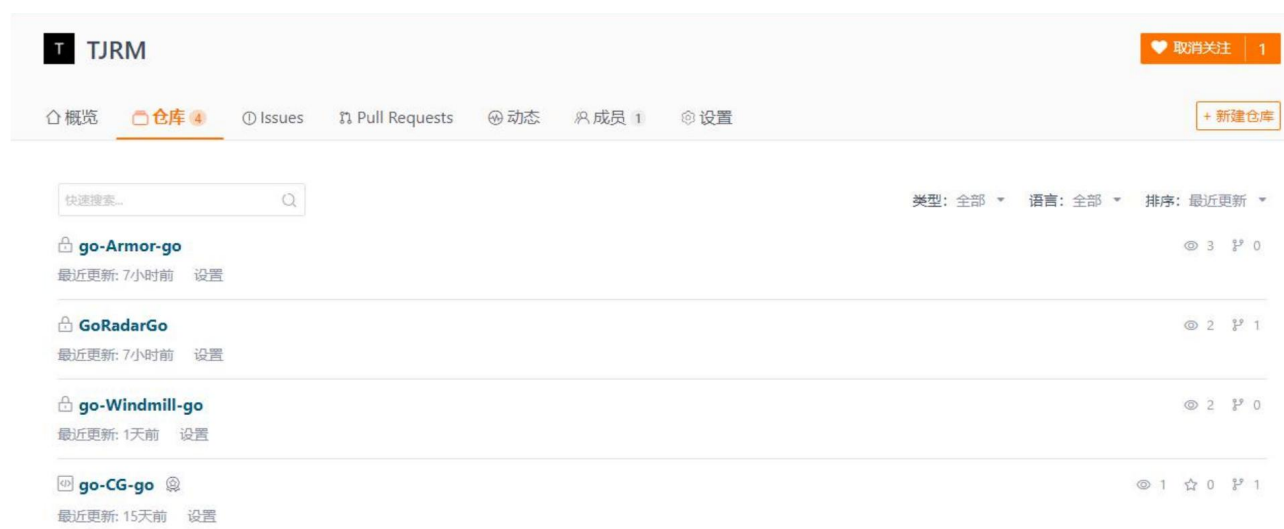 T TJRM 取消关注 1
概览 仓库 4 Issues Pull Requests 动态 成员 1 设置 + 新建仓库
快速搜索... 类型: 全部 语言: 全部 排序: 最近更新
go-Armor-go 3 0
最近更新: 7小时前 设置
GoRadarGo 2 1
最近更新: 7小时前 设置
go-Windmill-go 2 0
最近更新: 1天前 设置
go-CG-go 1 0 1
最近更新: 15天前 设置